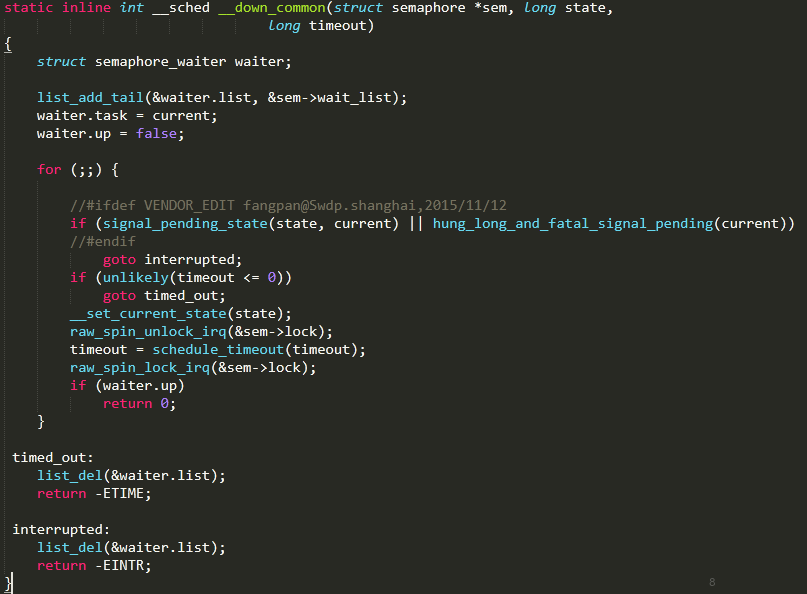 static inline int __sched __down_common(struct semaphore *sem, long state,
                                long timeout)
{
    struct semaphore_waiter waiter;

    list_add_tail(&waiter.list, &sem->wait_list);
    waiter.task = current;
    waiter.up = false;

    for (;;) {

        //#ifdef VENDOR_EDIT fangpan@Swdp.shanghai,2015/11/12
        if (signal_pending_state(state, current) || hung_long_and_fatal_signal_pending(current))
        //#endif
            goto interrupted;
        if (unlikely(timeout <= 0))
            goto timed_out;
        __set_current_state(state);
        raw_spin_unlock_irq(&sem->lock);
        timeout = schedule_timeout(timeout);
        raw_spin_lock_irq(&sem->lock);
        if (waiter.up)
            return 0;
    }

 timed_out:
    list_del(&waiter.list);
    return -ETIME;

 interrupted:
    list_del(&waiter.list);
    return -EINTR;
}
8